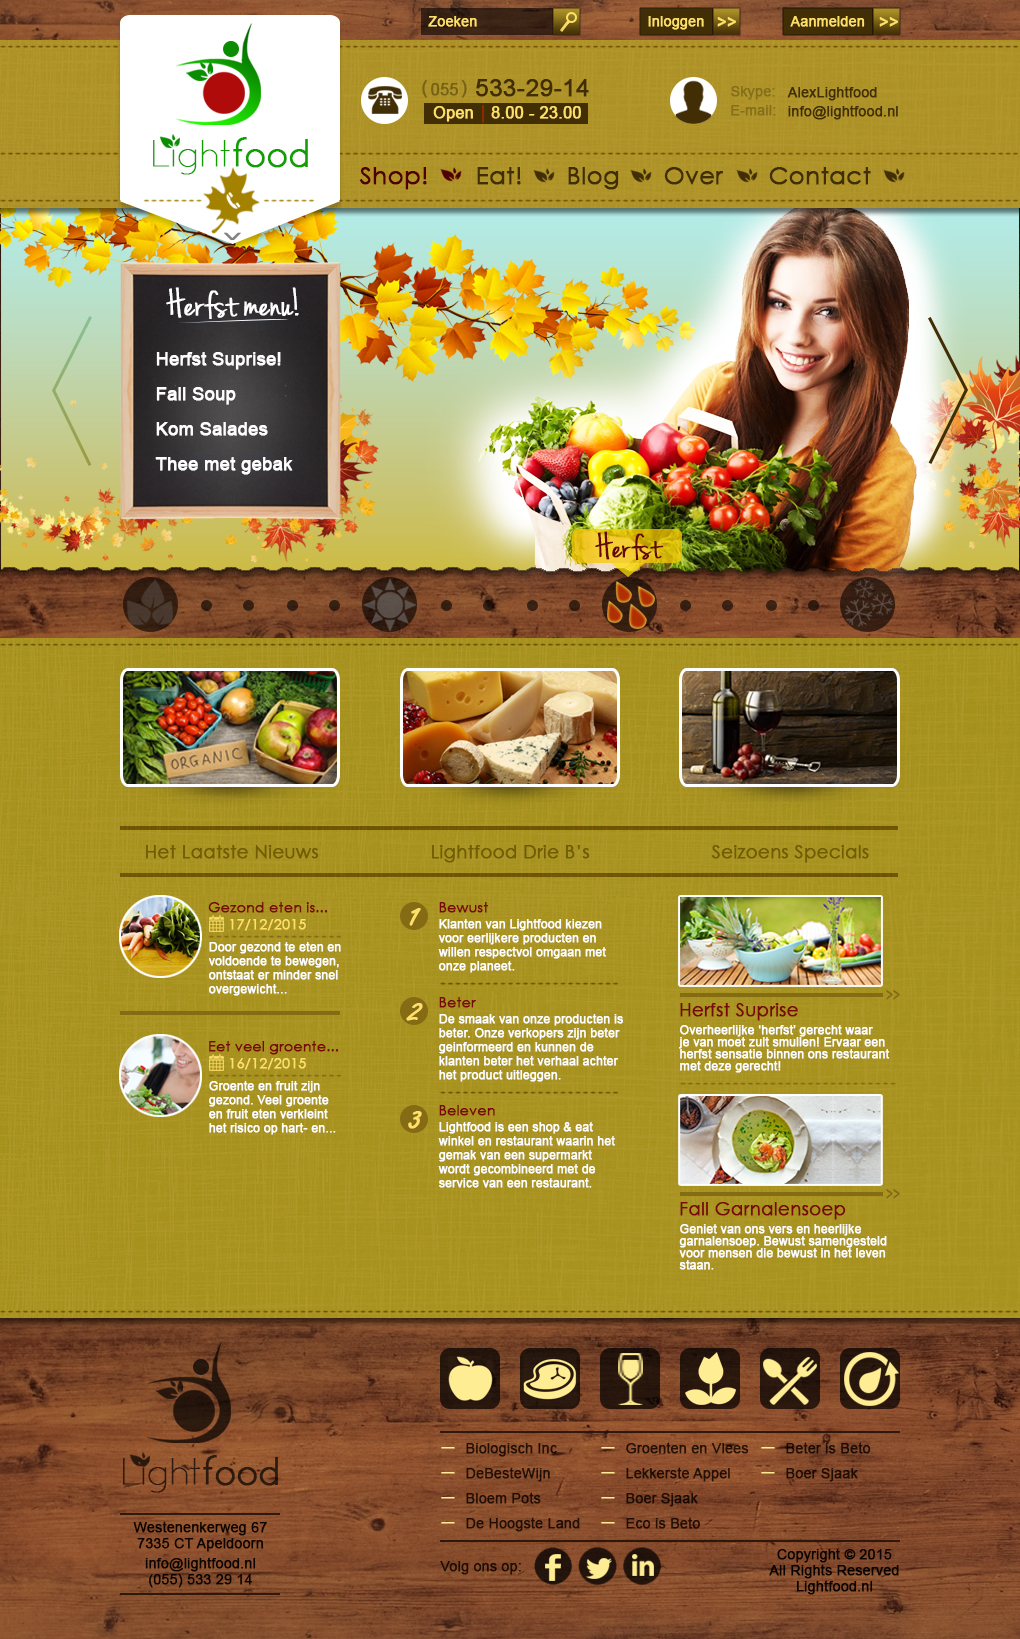 Zoeken
Inloggen >>
Aanmelden >>
Lightfood
(055) 533-29-14
Open | 8.00 - 23.00
Skype: AlexLightfood
E-mail: info@lightfood.nl
Shop! Eat! Blog Over Contact
Herfst menu!
Herfst Suprise!
Fall Soup
Kom Salades
Thee met gebak
Herfst
ORGANIC
Het Laatste Nieuws
Gezond eten is...
17/12/2015
Door gezond te eten en
voldoende te bewegen,
ontstaat er minder snel
overgewicht...
Eet veel groente...
16/12/2015
Groente en fruit zijn
gezond. Veel groente
en fruit eten verkleint
het risico op hart- en...
Lightfood Drie B's
1 Bewust
Klanten van Lightfood kiezen
voor eerlijkere producten en
willen respectvol omgaan met
onze planeet.
2 Beter
De smaak van onze producten is
beter. Onze verkopers zijn beter
geinformeerd en kunnen de
klanten beter het verhaal achter
het product uitleggen.
3 Beleven
Lightfood is een shop & eat
winkel en restaurant waarin het
gemak van een supermarkt
wordt gecombineerd met de
service van een restaurant.
Seizoens Specials
>>
Herfst Suprise
Overheerlijke 'herfst' gerecht waar
je van moet zult smullen! Ervaar een
herfst sensatie binnen ons restaurant
met deze gerecht!
>>
Fall Garnalensoep
Geniet van ons vers en heerlijke
garnalensoep. Bewust samengesteld
voor mensen die bewust in het leven
staan.
Lightfood
Westenenkerweg 67
7335 CT Apeldoorn
info@lightfood.nl
(055) 533 29 14
— Biologisch Inc.
— DeBesteWijn
— Bloem Pots
— De Hoogste Land
— Groenten en Vlees
— Lekkerste Appel
— Boer Sjaak
— Eco is Beto
— Beter is Beto
— Boer Sjaak
Volg ons op: f in
Copyright © 2015
All Rights Reserved
Lightfood.nl